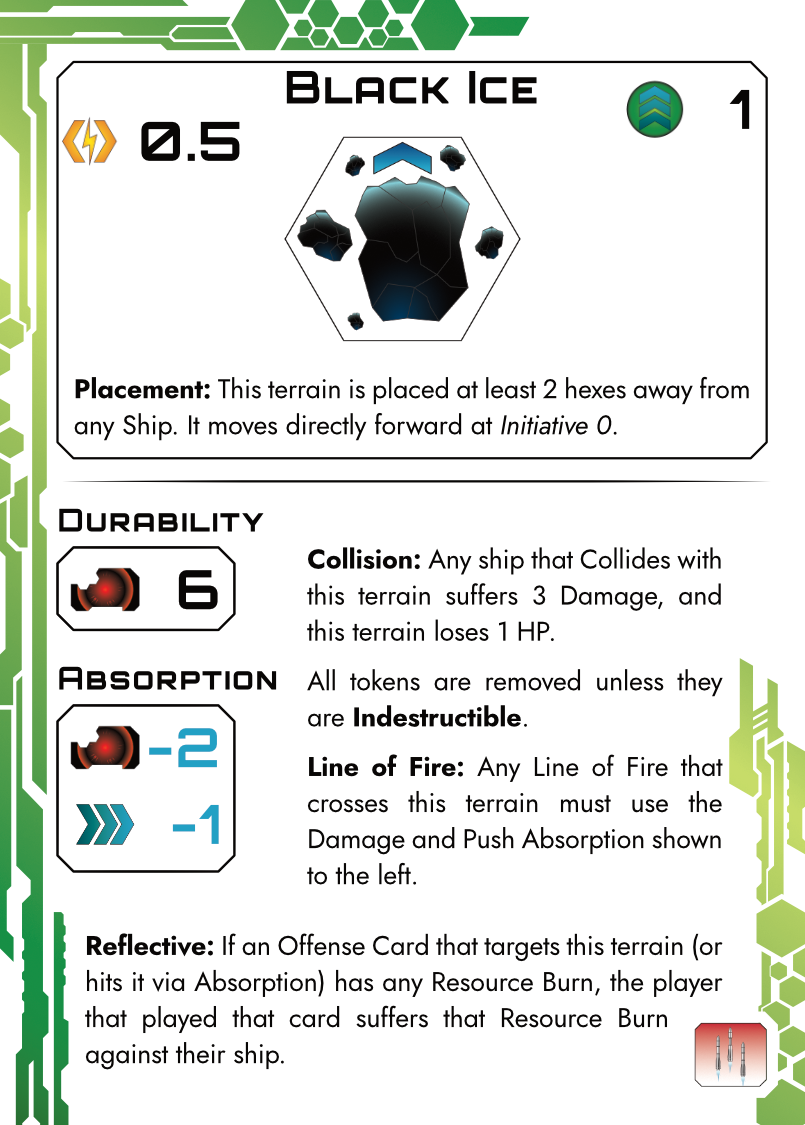 Black Ice
0.5
1
Placement: This terrain is placed at least 2 hexes away from
any Ship. It moves directly forward at Initiative 0.
Durability
6
Absorption
-2
-1
Collision: Any ship that Collides with
this terrain suffers 3 Damage, and
this terrain loses 1 HP.
All tokens are removed unless they
are Indestructible.
Line of Fire: Any Line of Fire that
crosses this terrain must use the
Damage and Push Absorption shown
to the left.
Reflective: If an Offense Card that targets this terrain (or
hits it via Absorption) has any Resource Burn, the player
that played that card suffers that Resource Burn
against their ship.